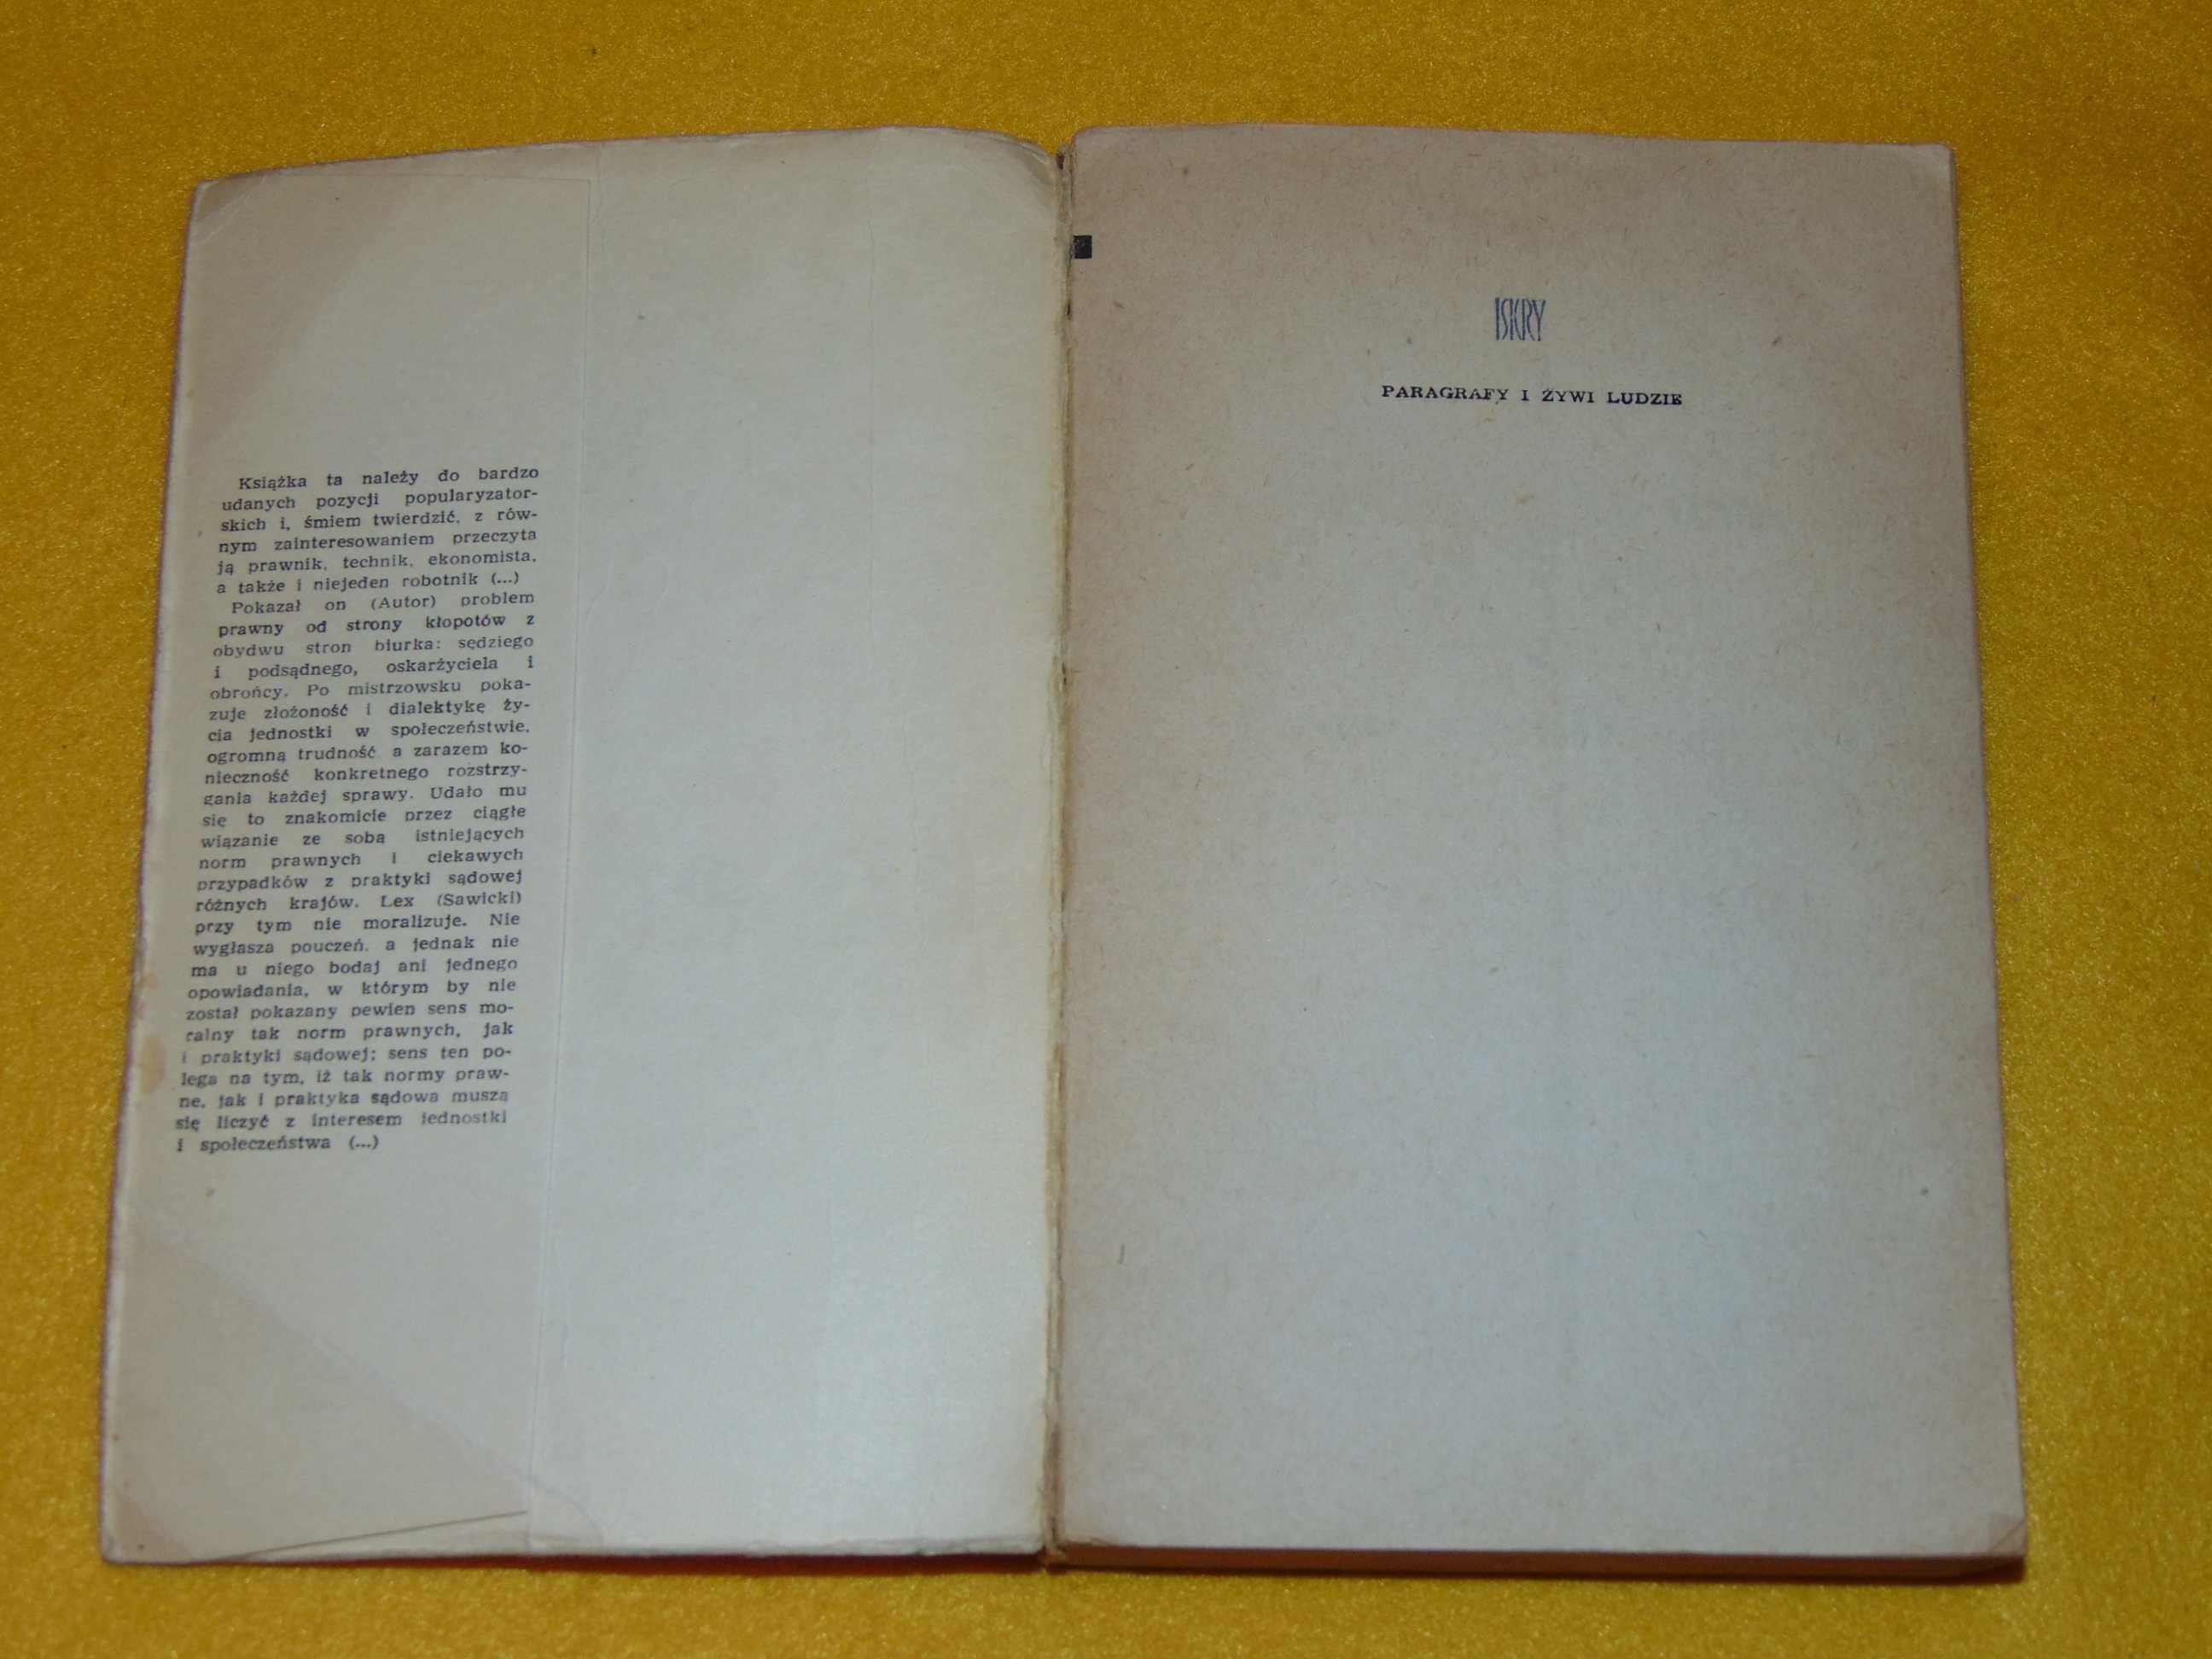 Książka ta należy do bardzo
udanych pozycji popularyzator-
skich i, śmiem twierdzić, z rów-
nym zainteresowaniem przeczyta
ją prawnik, technik, ekonomista,
a także i niejeden robotnik (...)
Pokazał on (Autor) problem
prawny od strony kłopotów z
obydwu stron biurka: sędziego
i podsądnego, oskarżyciela i
obrońcy. Po mistrzowsku poka-
zuje złożoność i dialektykę ży-
cia jednostki w społeczeństwie,
ogromną trudność a zarazem ko-
nieczność konkretnego rozstrzy-
gania każdej sprawy. Udało mu
się to znakomicie przez ciągłe
wiązanie ze sobą istniejących
norm prawnych i ciekawych
przypadków z praktyki sądowej
różnych krajów. Lex (Sawicki)
przy tym nie moralizuje. Nie
wygłasza pouczeń, a jednak nie
ma u niego bodaj ani jednego
opowiadania, w którym by nie
został pokazany pewien sens mo-
ralny tak norm prawnych, jak
i praktyki sądowej; sens ten po-
lega na tym, iż tak normy praw-
ne, jak i praktyka sądowa muszą
się liczyć z interesem jednostki
i społeczeństwa (...)
ISKRY
PARAGRAFY I ŻYWI LUDZIE